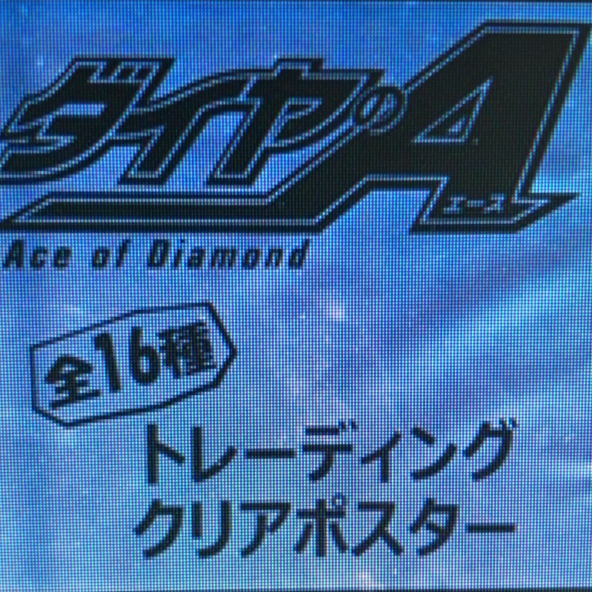 ダイヤのA
エース
Ace of Diamond
全16種
トレーディング
クリアポスター